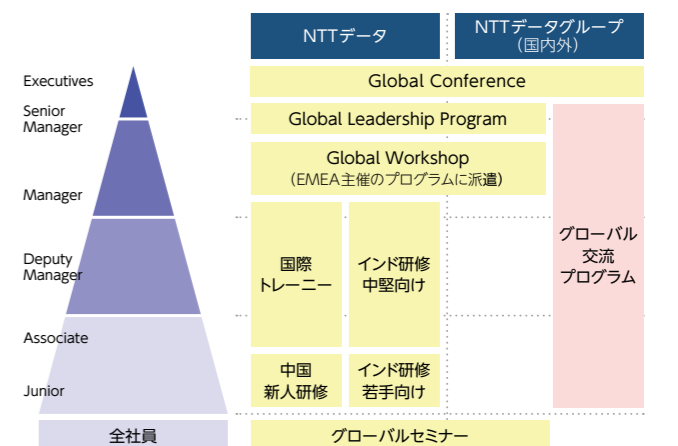 NTTデータ
NTTデータグループ
（国内外）
Executives
Global Conference
Senior
Manager
Global Leadership Program
Global Workshop
（EMEA主催のプログラムに派遣）
Manager
グローバル
交流
プログラム
Deputy
Manager
国際
トレーニー
インド研修
中堅向け
Associate
中国
新人研修
インド研修
若手向け
Junior
全社員
グローバルセミナー